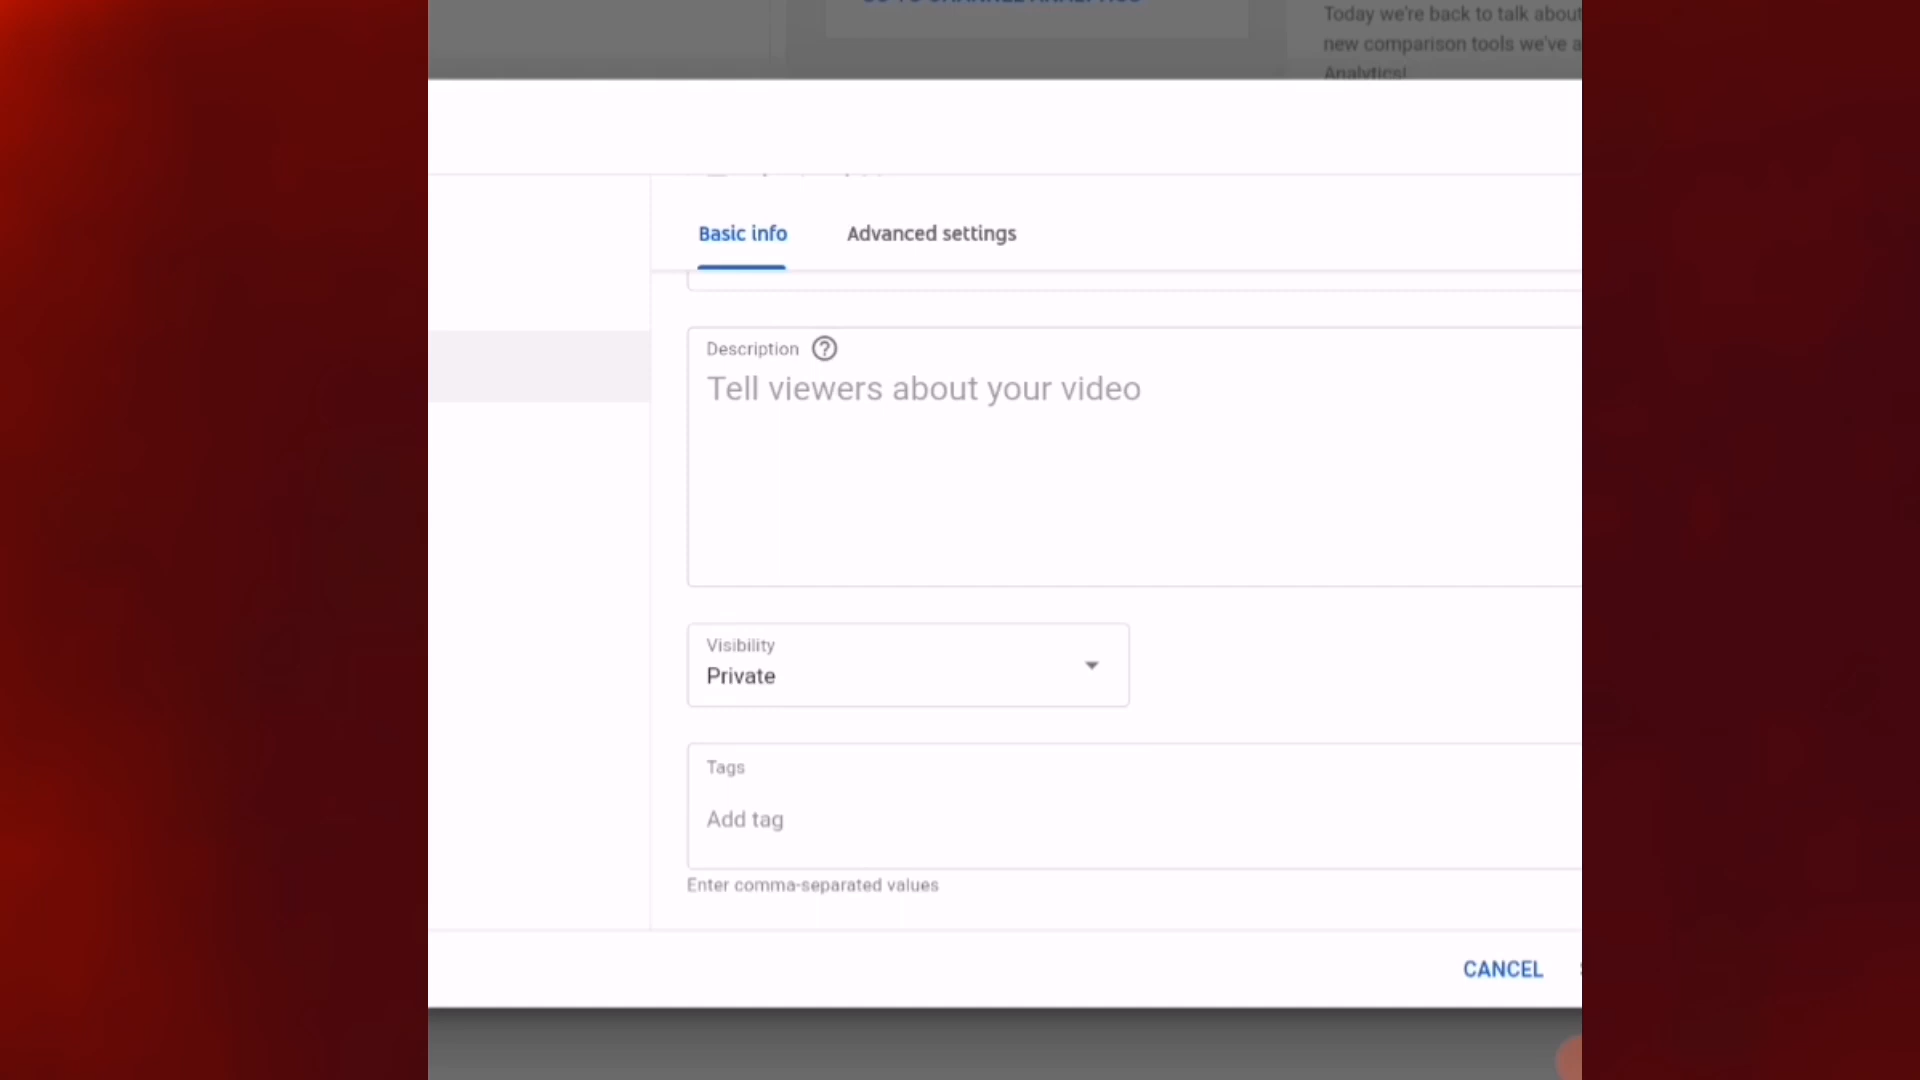 Today we're back to talk about
new comparison tools we've a
Analytics!
Basic info
Advanced settings
Description
Tell viewers about your video
Visibility
Private
Tags
Add tag
Enter comma-separated values
CANCEL